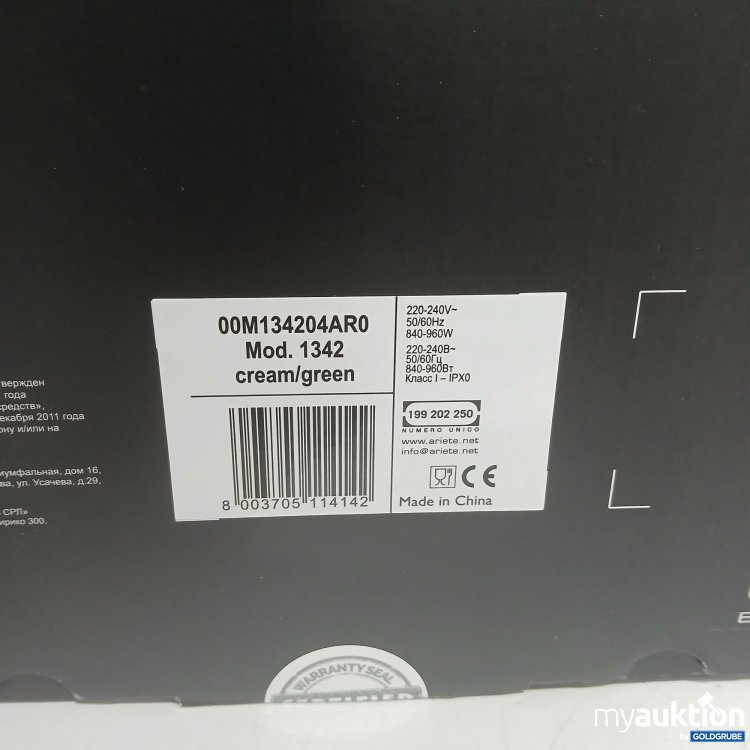 00M134204AR0
Mod. 1342
cream/green
8 003705 114142
220-240V~
50/60Hz
840-960W
220-240В~
50/60Гц
840-960Вт
Класс I – IPX0
199 202 250
NUMERO UNICO
www.ariete.net
info@ariete.net
CE
Made in China
твержден
года
средств»,
екабря 2011 года
ону и/или на
иумфальная, дом 16,
ва, ул. Усачева, д.29,
СРЛ»
ирико 300.
WARRANTY SEAL
CERTIFIED
myauktion
by GOLDGRUBE